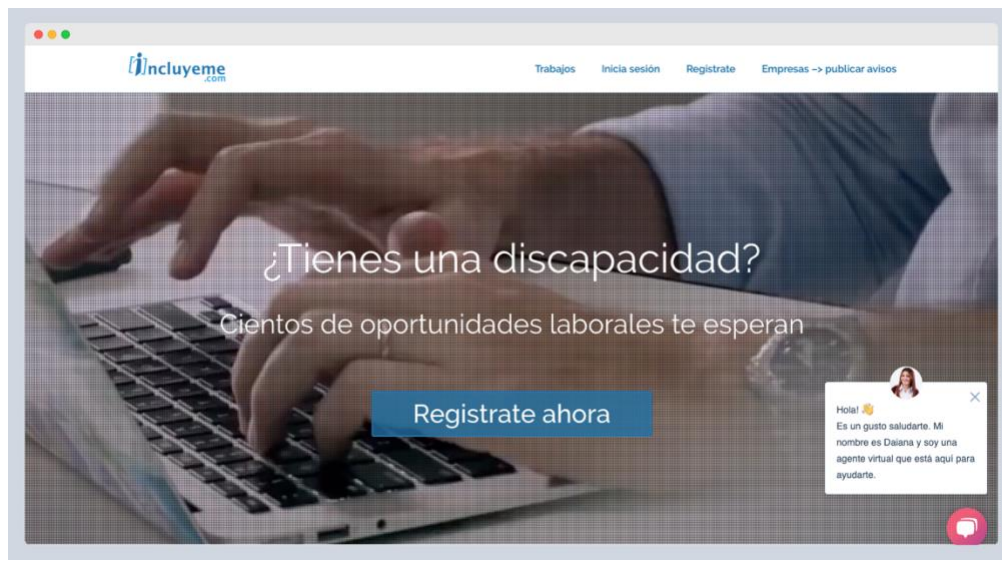 incluyeme
.com
Trabajos Inicia sesión Registrate Empresas –> publicar avisos
¿Tienes una discapacidad?
Cientos de oportunidades laborales te esperan
Registrate ahora
Hola! 👋
Es un gusto saludarte. Mi
nombre es Daiana y soy una
agente virtual que está aquí para
ayudarte.